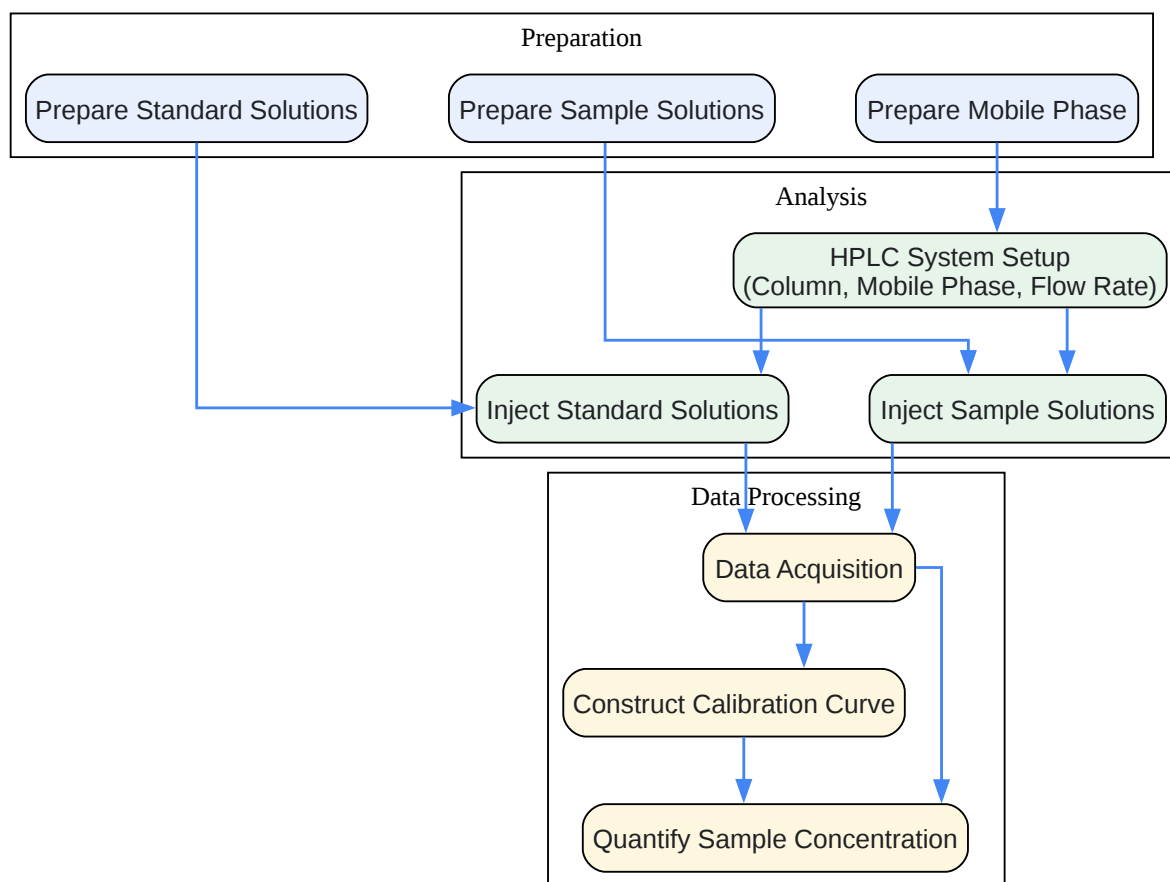 Preparation
Prepare Standard Solutions
Prepare Sample Solutions
Prepare Mobile Phase
Analysis
HPLC System Setup
(Column, Mobile Phase, Flow Rate)
Inject Standard Solutions
Inject Sample Solutions
Data Processing
Data Acquisition
Construct Calibration Curve
Quantify Sample Concentration